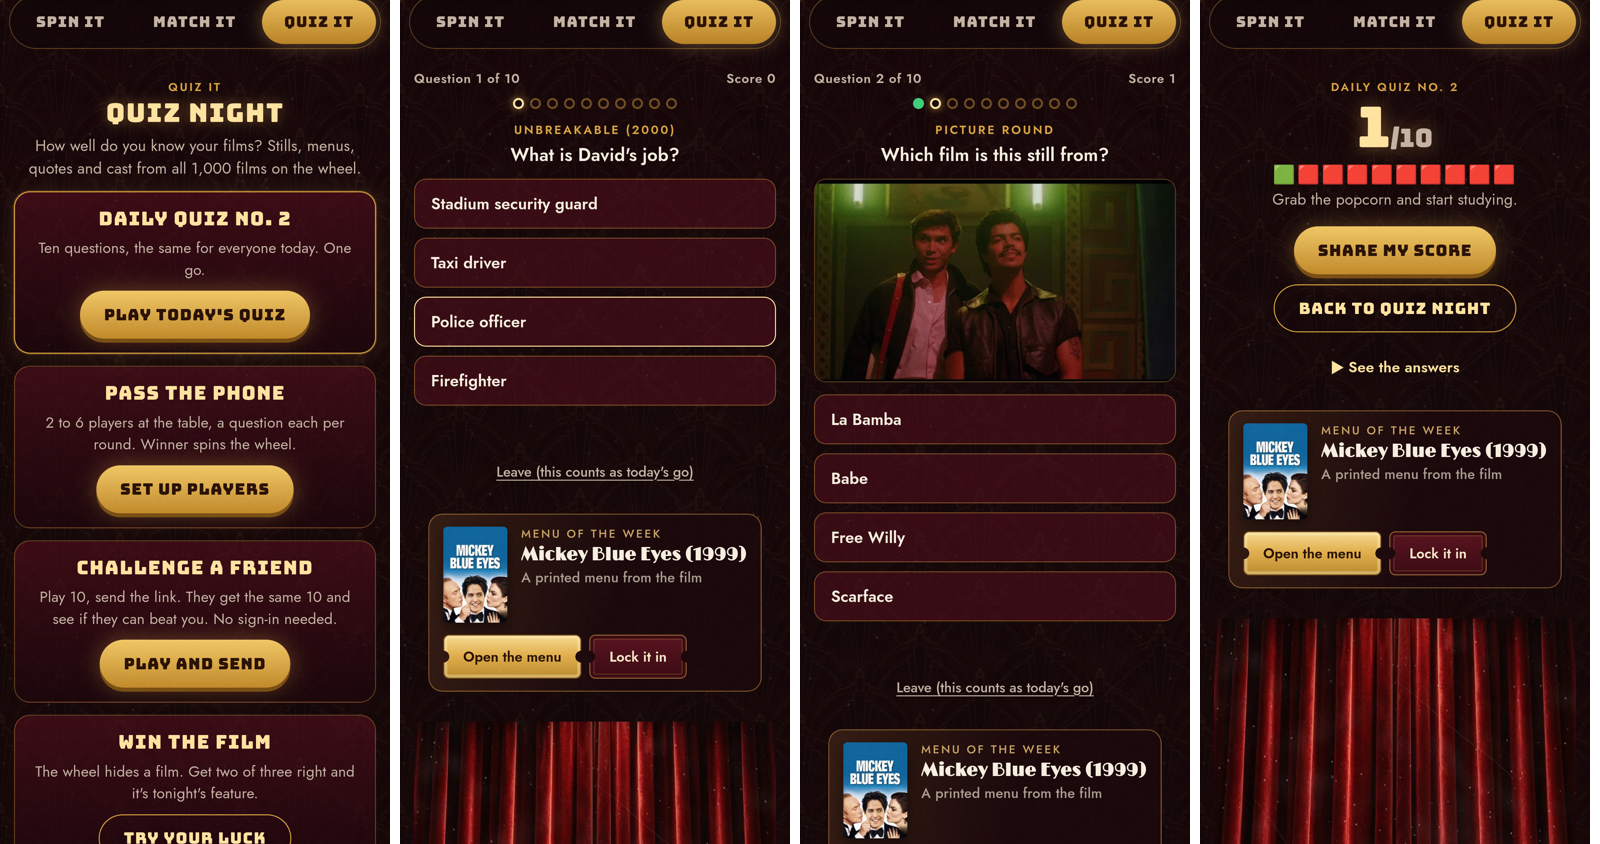 SPIN IT
MATCH IT
QUIZ IT
QUIZ IT
QUIZ NIGHT
How well do you know your films? Stills, menus,
quotes and cast from all 1,000 films on the wheel.
DAILY QUIZ NO. 2
Ten questions, the same for everyone today. One
go.
PLAY TODAY'S QUIZ
PASS THE PHONE
2 to 6 players at the table, a question each per
round. Winner spins the wheel.
SET UP PLAYERS
CHALLENGE A FRIEND
Play 10, send the link. They get the same 10 and
see if they can beat you. No sign-in needed.
PLAY AND SEND
WIN THE FILM
The wheel hides a film. Get two of three right and
it's tonight's feature.
TRY YOUR LUCK
SPIN IT
MATCH IT
QUIZ IT
Question 1 of 10
Score 0
UNBREAKABLE (2000)
What is David's job?
Stadium security guard
Taxi driver
Police officer
Firefighter
Leave (this counts as today's go)
MICKEY
BLUE EYES
MENU OF THE WEEK
Mickey Blue Eyes (1999)
A printed menu from the film
Open the menu
Lock it in
SPIN IT
MATCH IT
QUIZ IT
Question 2 of 10
Score 1
PICTURE ROUND
Which film is this still from?
La Bamba
Babe
Free Willy
Scarface
Leave (this counts as today's go)
MICKEY
BLUE EYES
MENU OF THE WEEK
Mickey Blue Eyes (1999)
A printed menu from the film
SPIN IT
MATCH IT
QUIZ IT
DAILY QUIZ NO. 2
1/10
Grab the popcorn and start studying.
SHARE MY SCORE
BACK TO QUIZ NIGHT
▶ See the answers
MICKEY
BLUE EYES
MENU OF THE WEEK
Mickey Blue Eyes (1999)
A printed menu from the film
Open the menu
Lock it in